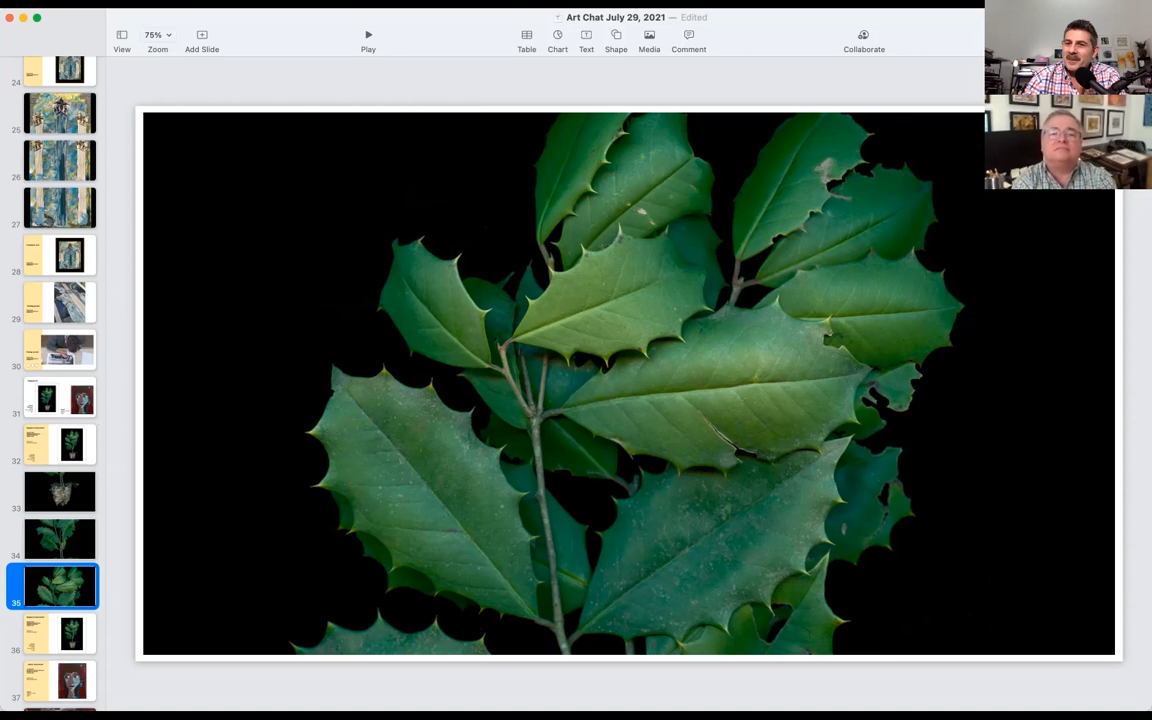 Art Chat July 29, 2021 — Edited
75%
View
Zoom
Add Slide
Play
Table
Chart
Text
Shape
Media
Comment
Collaborate
24
25
26
27
28
29
30
31
32
33
34
35
36
37